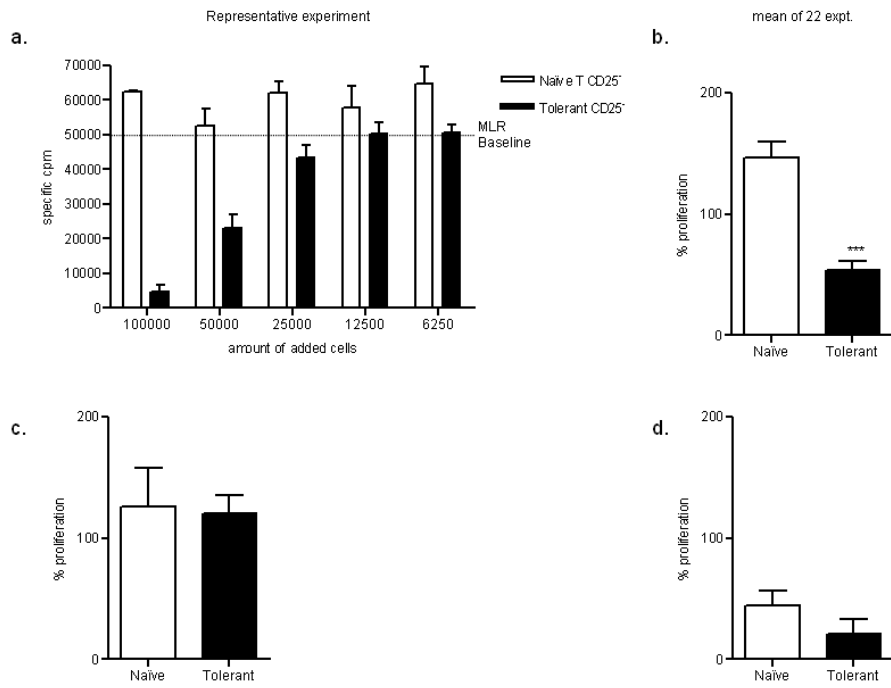 Representative experiment
mean of 22 expt.
a.
b.
specific cpm
70000
60000
50000
40000
30000
20000
10000
0
100000 50000 25000 12500 6250
amount of added cells
Naïve T CD25-
Tolerant CD25-
MLR
Baseline
% proliferation
200
100
0
***
Naïve Tolerant
c.
% proliferation
200
100
0
Naïve Tolerant
d.
% proliferation
200
100
0
Naïve Tolerant